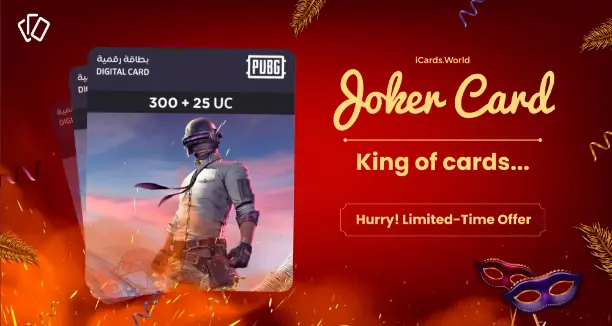 بطاقة رقمية
DIGITAL CARD
PUBG
300 + 25 UC
iCards.World
Joker Card
King of cards...
Hurry! Limited-Time Offer